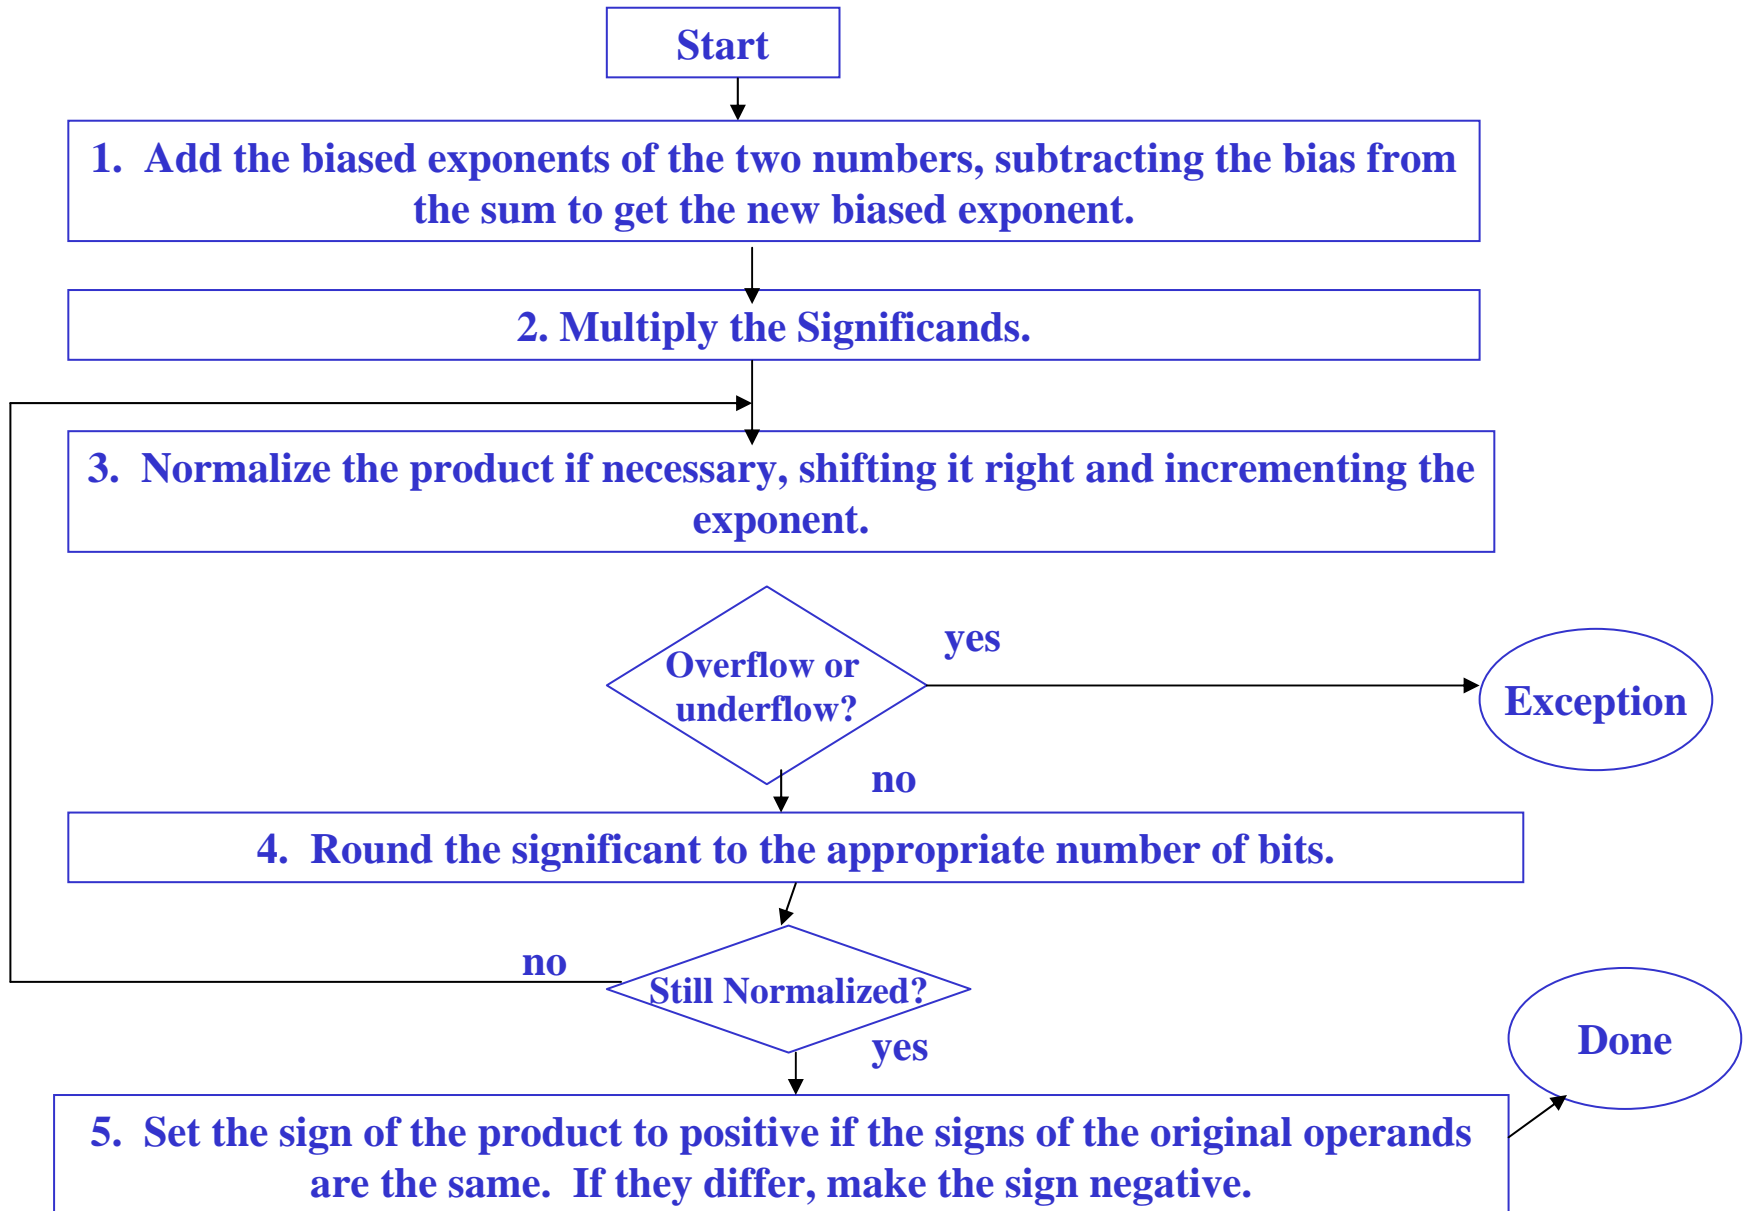 Start
1. Add the biased exponents of the two numbers, subtracting the bias from
the sum to get the new biased exponent.
2. Multiply the Significands.
3. Normalize the product if necessary, shifting it right and incrementing the
exponent.
yes
Overflow or
underflow?
Exception
no
4. Round the significant to the appropriate number of bits.
no
Still Normalized?
yes
Done
5. Set the sign of the product to positive if the signs of the original operands
are the same. If they differ, make the sign negative.